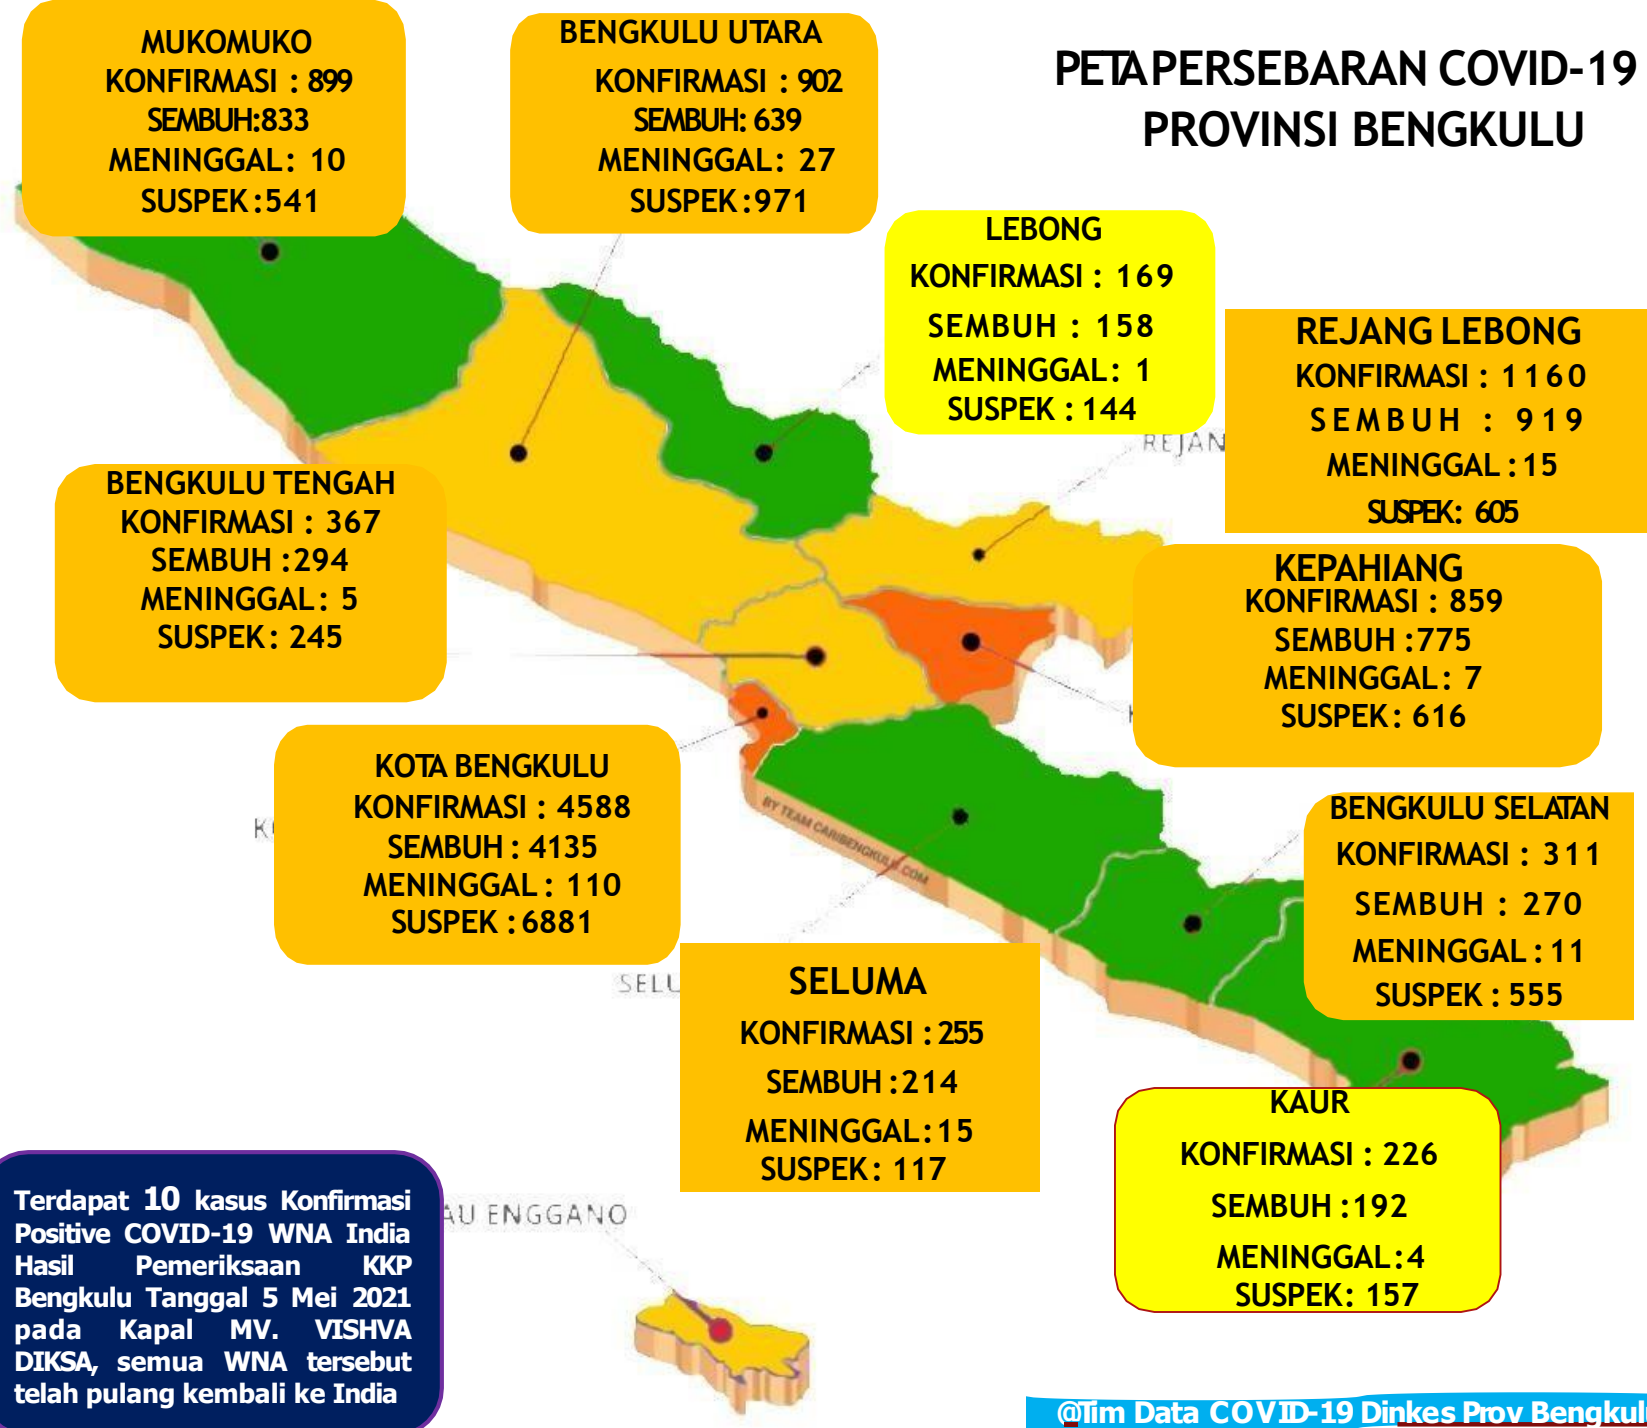 PETA PERSEBARAN COVID-19
PROVINSI BENGKULU
MUKOMUKO
KONFIRMASI : 899
SEMBUH:833
MENINGGAL: 10
SUSPEK:541
BENGKULU UTARA
KONFIRMASI : 902
SEMBUH: 639
MENINGGAL: 27
SUSPEK:971
LEBONG
KONFIRMASI : 169
SEMBUH : 158
MENINGGAL: 1
SUSPEK : 144
REJANG LEBONG
KONFIRMASI : 1160
SEMBUH : 919
MENINGGAL :15
SUSPEK: 605
BENGKULU TENGAH
KONFIRMASI : 367
SEMBUH :294
MENINGGAL: 5
SUSPEK: 245
KEPAHIANG
KONFIRMASI : 859
SEMBUH :775
MENINGGAL: 7
SUSPEK: 616
KOTA BENGKULU
KONFIRMASI : 4588
SEMBUH : 4135
MENINGGAL : 110
SUSPEK : 6881
BY TEAM CARIBENGKULU.COM
BENGKULU SELATAN
KONFIRMASI : 311
SEMBUH : 270
MENINGGAL : 11
SUSPEK : 555
SELUMA
KONFIRMASI : 255
SEMBUH :214
MENINGGAL:15
SUSPEK: 117
KAUR
KONFIRMASI : 226
SEMBUH :192
MENINGGAL:4
SUSPEK: 157
Terdapat 10 kasus Konfirmasi
Positive COVID-19 WNA India
Hasil Pemeriksaan KKP
Bengkulu Tanggal 5 Mei 2021
pada Kapal MV. VISHVA
DIKSA, semua WNA tersebut
telah pulang kembali ke India
AU ENGGANO
@Tim Data COVID-19 Dinkes Prov Bengkul